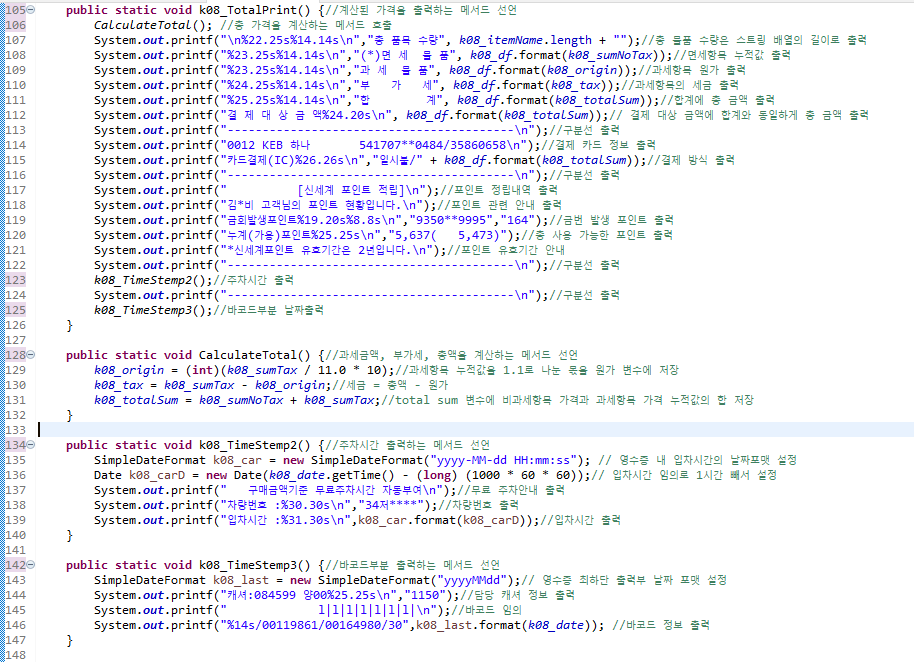 105 public static void k08_TotalPrint() {//계산된 가격을 출력하는 메서드 선언
106 CalculateTotal(); //총 가격을 계산하는 메서드 호출
107 System.out.printf("\n%22.25s%14.14s\n","총 품목 수량", k08_itemName.length + "");//총 물품 수량은 스트링 배열의 길이로 출력
108 System.out.printf("%23.25s%14.14s\n","(*)면 세  물 품", k08_df.format(k08_sumNoTax));//면세항목 누적값 출력
109 System.out.printf("%23.25s%14.14s\n","과 세  물 품", k08_df.format(k08_origin));//과세항목 원가 출력
110 System.out.printf("%24.25s%14.14s\n","부   가   세", k08_df.format(k08_tax));//과세항목의 세금 출력
111 System.out.printf("%25.25s%14.14s\n","합        계", k08_df.format(k08_totalSum));//합계에 총 금액 출력
112 System.out.printf("결 제 대 상 금 액%24.20s\n", k08_df.format(k08_totalSum));// 결제 대상 금액에 합계와 동일하게 총 금액 출력
113 System.out.printf("-----------------------------------------\n");//구분선 출력
114 System.out.printf("0012 KEB 하나       541707**0484/35860658\n");//결제 카드 정보 출력
115 System.out.printf("카드결제(IC)%26.26s\n","일시불/" + k08_df.format(k08_totalSum));//결제 방식 출력
116 System.out.printf("-----------------------------------------\n");//구분선 출력
117 System.out.printf("          [신세계 포인트 적립]\n");//포인트 적립내역 출력
118 System.out.printf("김*비 고객님의 포인트 현황입니다.\n");//포인트 관련 안내 출력
119 System.out.printf("금회발생포인트%19.20s%8.8s\n","9350**9995","164");//금번 발생 포인트 출력
120 System.out.printf("누계(가용)포인트%25.25s\n","5,637(   5,473)");//총 사용 가능한 포인트 출력
121 System.out.printf("*신세계포인트 유효기간은 2년입니다.\n");//포인트 유효기간 안내
122 System.out.printf("-----------------------------------------\n");//구분선 출력
123 k08_TimeStemp2();//주차시간 출력
124 System.out.printf("-----------------------------------------\n");//구분선 출력
125 k08_TimeStemp3();//바코드부분 날짜출력
126 }
127
128 public static void CalculateTotal() {//과세금액, 부가세, 총액을 계산하는 메서드 선언
129 k08_origin = (int)(k08_sumTax / 11.0 * 10);//과세항목 누적값을 1.1로 나눈 몫을 원가 변수에 저장
130 k08_tax = k08_sumTax - k08_origin;//세금 = 총액 - 원가
131 k08_totalSum = k08_sumNoTax + k08_sumTax;//total sum 변수에 비과세항목 가격과 과세항목 가격 누적값의 합 저장
132 }
133
134 public static void k08_TimeStemp2() {//주차시간 출력하는 메서드 선언
135 SimpleDateFormat k08_car = new SimpleDateFormat("yyyy-MM-dd HH:mm:ss"); // 영수증 내 입차시간의 날짜포맷 설정
136 Date k08_carD = new Date(k08_date.getTime() - (long) (1000 * 60 * 60));// 입차시간 임의로 1시간 빼서 설정
137 System.out.printf("   구매금액기준 무료주차시간 자동부여\n");//무료 주차안내 출력
138 System.out.printf("차량번호 :%30.30s\n","34저****");//차량번호 출력
139 System.out.printf("입차시간 :%31.30s\n",k08_car.format(k08_carD));//입차시간 출력
140 }
141
142 public static void k08_TimeStemp3() {//바코드부분 출력하는 메서드 선언
143 SimpleDateFormat k08_last = new SimpleDateFormat("yyyyMMdd");// 영수증 최하단 출력부 날짜 포맷 설정
144 System.out.printf("캐셔:084599 양00%25.25s\n","1150");//담당 캐셔 정보 출력
145 System.out.printf("             l|l|l|l|l|l|l|\n");//바코드 임의
146 System.out.printf("%14s/00119861/00164980/30",k08_last.format(k08_date)); //바코드 정보 출력
147 }
148